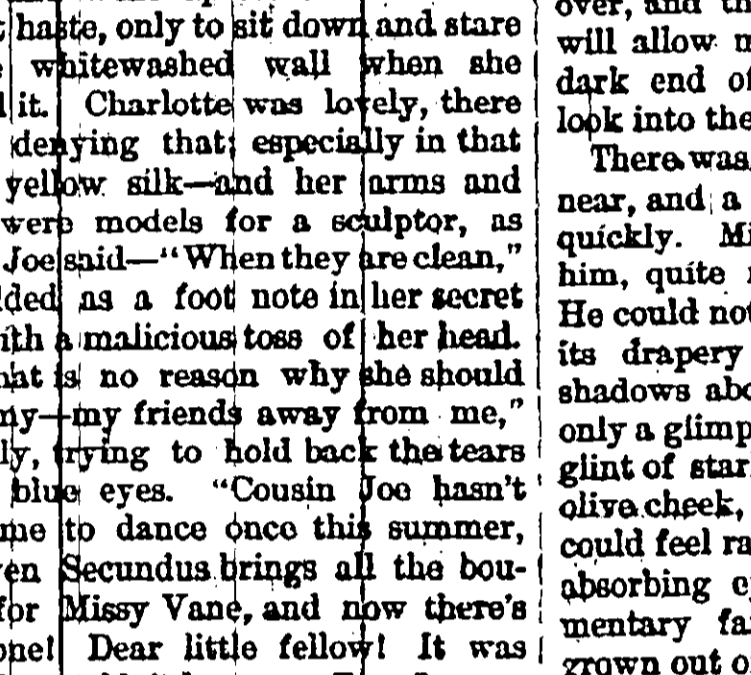 haste, only to sit down and stare
whitewashed wall when she
it. Charlotte was lovely, there
denying that; especially in that
yellow silk—and her arms and
were models for a sculptor, as
Joe said—"When they are clean,"
ded as a foot note in her secret
ith a malicious toss of her head.
hat is no reason why she should
my—my friends away from me,"
ly, trying to hold back the tears
blue eyes. "Cousin Joe hasn't
me to dance once this summer,
en Secundus brings all the bou-
for Missy Vane, and now there's
one! Dear little fellow! It was
over, and th
will allow m
dark end of
look into the
There was
near, and a
quickly. Mi
him, quite
He could not
its drapery
shadows abo
only a glimp
glint of star
olive cheek,
could feel ra
absorbing e
mentary fa
grown out o